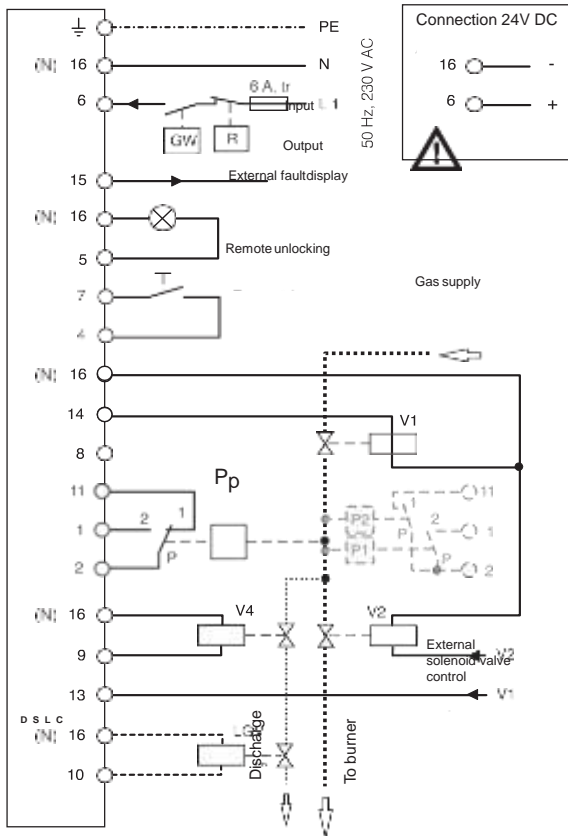 PE
(N) 16
N
6
6 A, tr
Input
L1
GW
R
Output
50 Hz, 230 V AC
Connection 24V DC
16 -
6 +
15
External faultdisplay
(N) 16
Remote unlocking
5
7
4
Gas supply
(N) 16
14
V1
8
Pp
11
1
2
1
P
2
P2
P1
1
2
P
P
11
1
2
(N) 16
V4
V2
9
External
solenoid valve
control
V2
13
V1
DSLC
(N) 16
10
Discharge
To burner